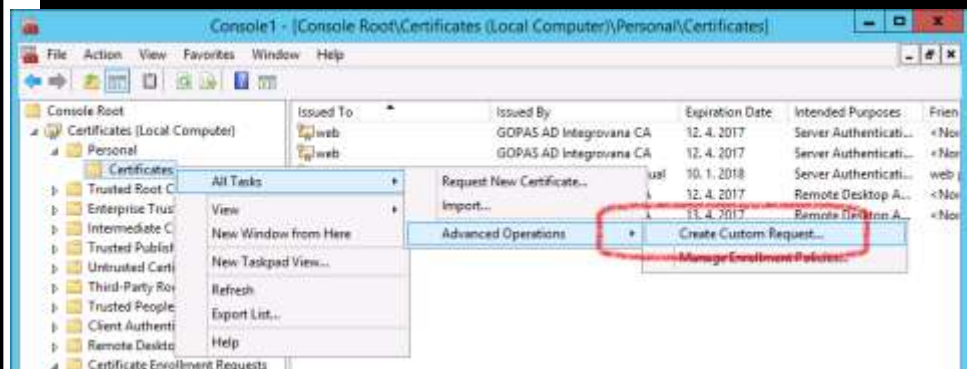 Console1 - [Console Root\Certificates (Local Computer)\Personal\Certificates]
File Action View Favorites Window Help
Console Root
Certificates (Local Computer)
Personal
Certificates
Trusted Root C
Enterprise Trus
Intermediate C
Trusted Publist
Untrusted Certi
Third-Party Ro
Trusted People
Client Authenti
Remote Deskto
Certificate Enrollment Requests
Issued To Issued By Expiration Date Intended Purposes Frien
web GOPAS AD Integrovana CA 12. 4. 2017 Server Authenticati... <No
web GOPAS AD Integrovana CA 12. 4. 2017 Server Authenticati... <No
ual 10. 1. 2018 Server Authenticati... web
12. 4. 2017 Remote Desktop A... <No
13. 4. 2017 Remote Desktop A... <No
All Tasks
View
New Window from Here
New Taskpad View...
Refresh
Export List...
Help
Request New Certificate...
Import...
Advanced Operations
Create Custom Request...
Manage Enrollment Policies...